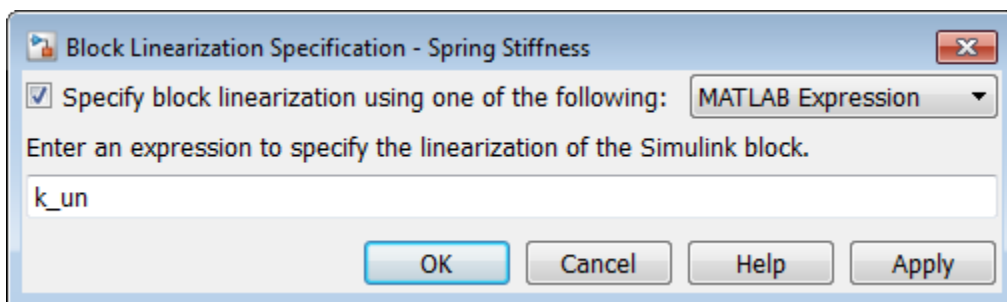 Block Linearization Specification - Spring Stiffness
Specify block linearization using one of the following: MATLAB Expression
Enter an expression to specify the linearization of the Simulink block.
k_un
OK Cancel Help Apply